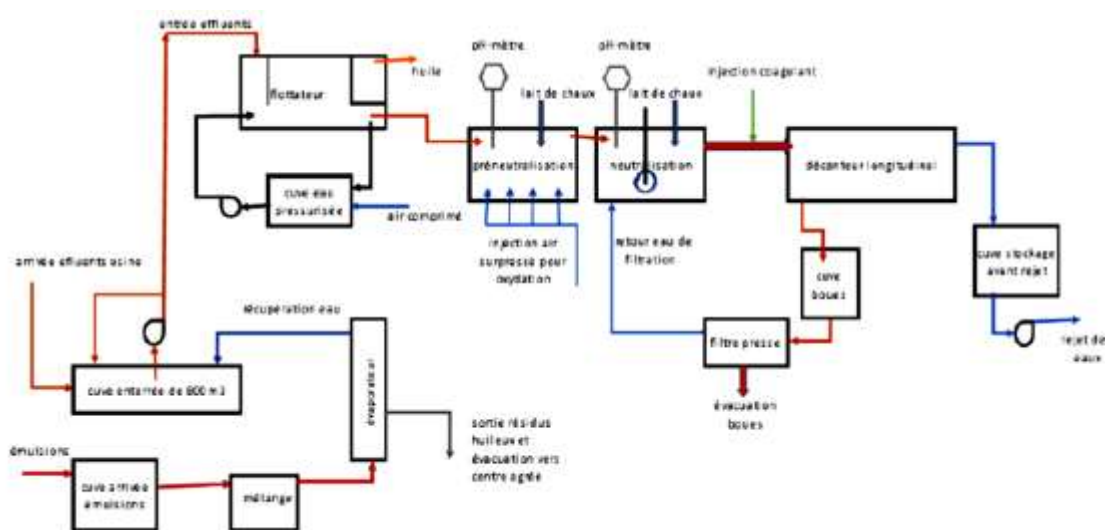 entrée effluents
huile
flottateur
pH-mètre
pH-mètre
injection coagulant
lait de chaux
lait de chaux
préneutralisation
neutralisation
décanteur longitudinal
cuve eau
pressurisée
air comprimé
injection air
surpressé pour
oxydation
retour eau de
filtration
cuve
boues
cuve stockage
avant rejet
arrivée effluents usine
récupération eau
filtre presse
rejet des
eaux
cuve enterrée de 800 m3
évaporateur
évacuation
boues
sortie résidus
huileux et
évacuation vers
centre agréé
émulsions
cuve arrivée
émulsions
mélange